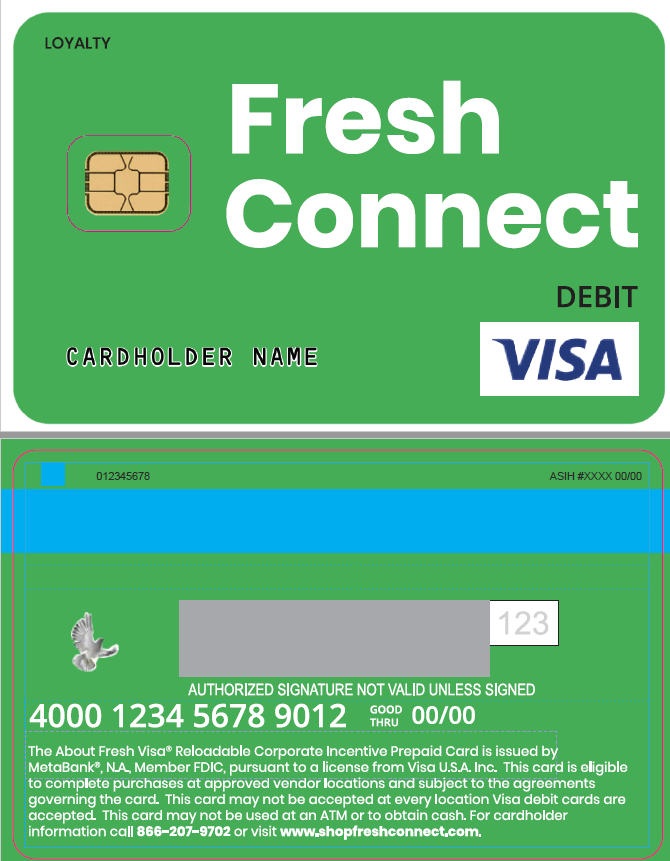 LOYALTY
Fresh
Connect
DEBIT
CARDHOLDER NAME
VISA
012345678 ASIH #XXXX 00/00
123
AUTHORIZED SIGNATURE NOT VALID UNLESS SIGNED
4000 1234 5678 9012 GOOD THRU 00/00
The About Fresh Visa® Reloadable Corporate Incentive Prepaid Card is issued by
MetaBank®, N.A., Member FDIC, pursuant to a license from Visa U.S.A. Inc. This card is eligible
to complete purchases at approved vendor locations and subject to the agreements
governing the card. This card may not be accepted at every location Visa debit cards are
accepted. This card may not be used at an ATM or to obtain cash. For cardholder
information call 866-207-9702 or visit www.shopfreshconnect.com.